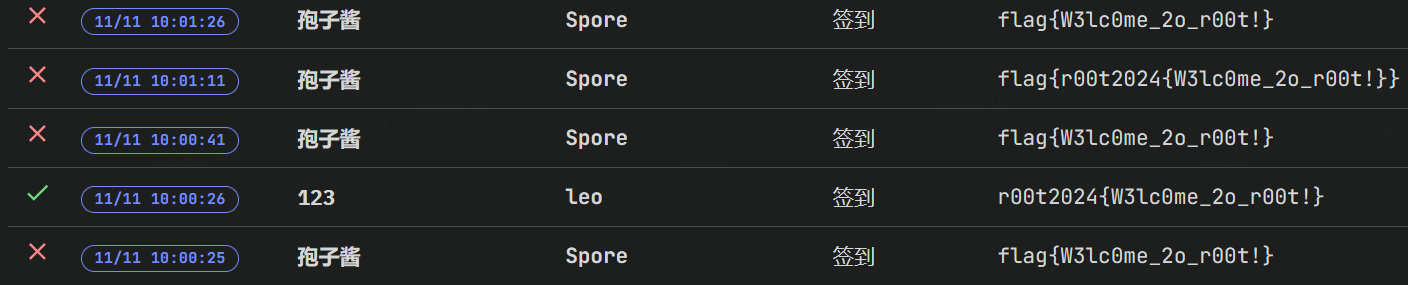 11/11 10:01:26 孢子酱 Spore 签到 flag{W3lc0me_2o_r00t!}
11/11 10:01:11 孢子酱 Spore 签到 flag{r00t2024{W3lc0me_2o_r00t!}}
11/11 10:00:41 孢子酱 Spore 签到 flag{W3lc0me_2o_r00t!}
11/11 10:00:26 123 leo 签到 r00t2024{W3lc0me_2o_r00t!}
11/11 10:00:25 孢子酱 Spore 签到 flag{W3lc0me_2o_r00t!}